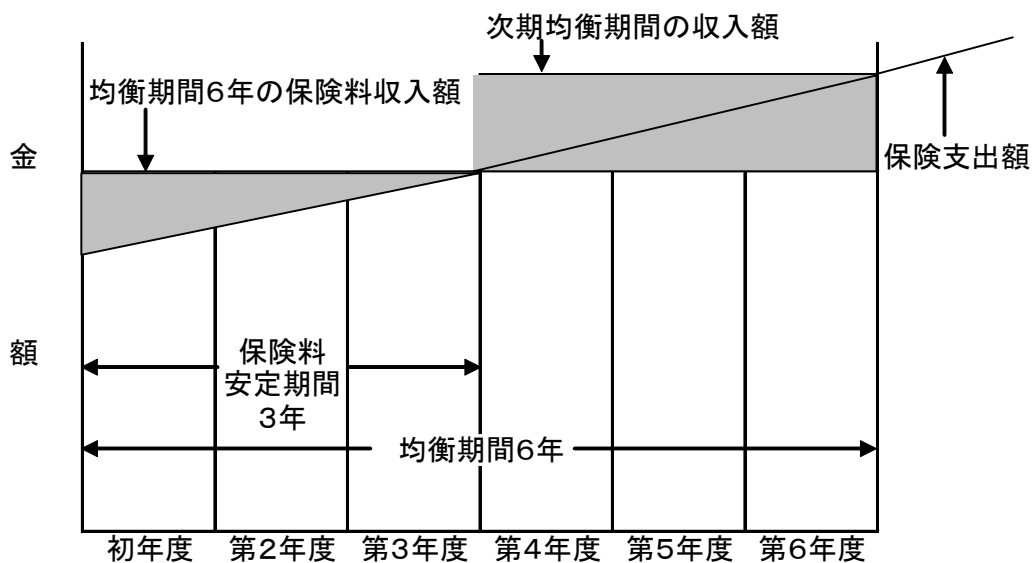 次期均衡期間の収入額
均衡期間6年の保険料収入額
金
額
保険支出額
保険料
安定期間
3年
均衡期間6年
初年度 第2年度 第3年度 第4年度 第5年度 第6年度